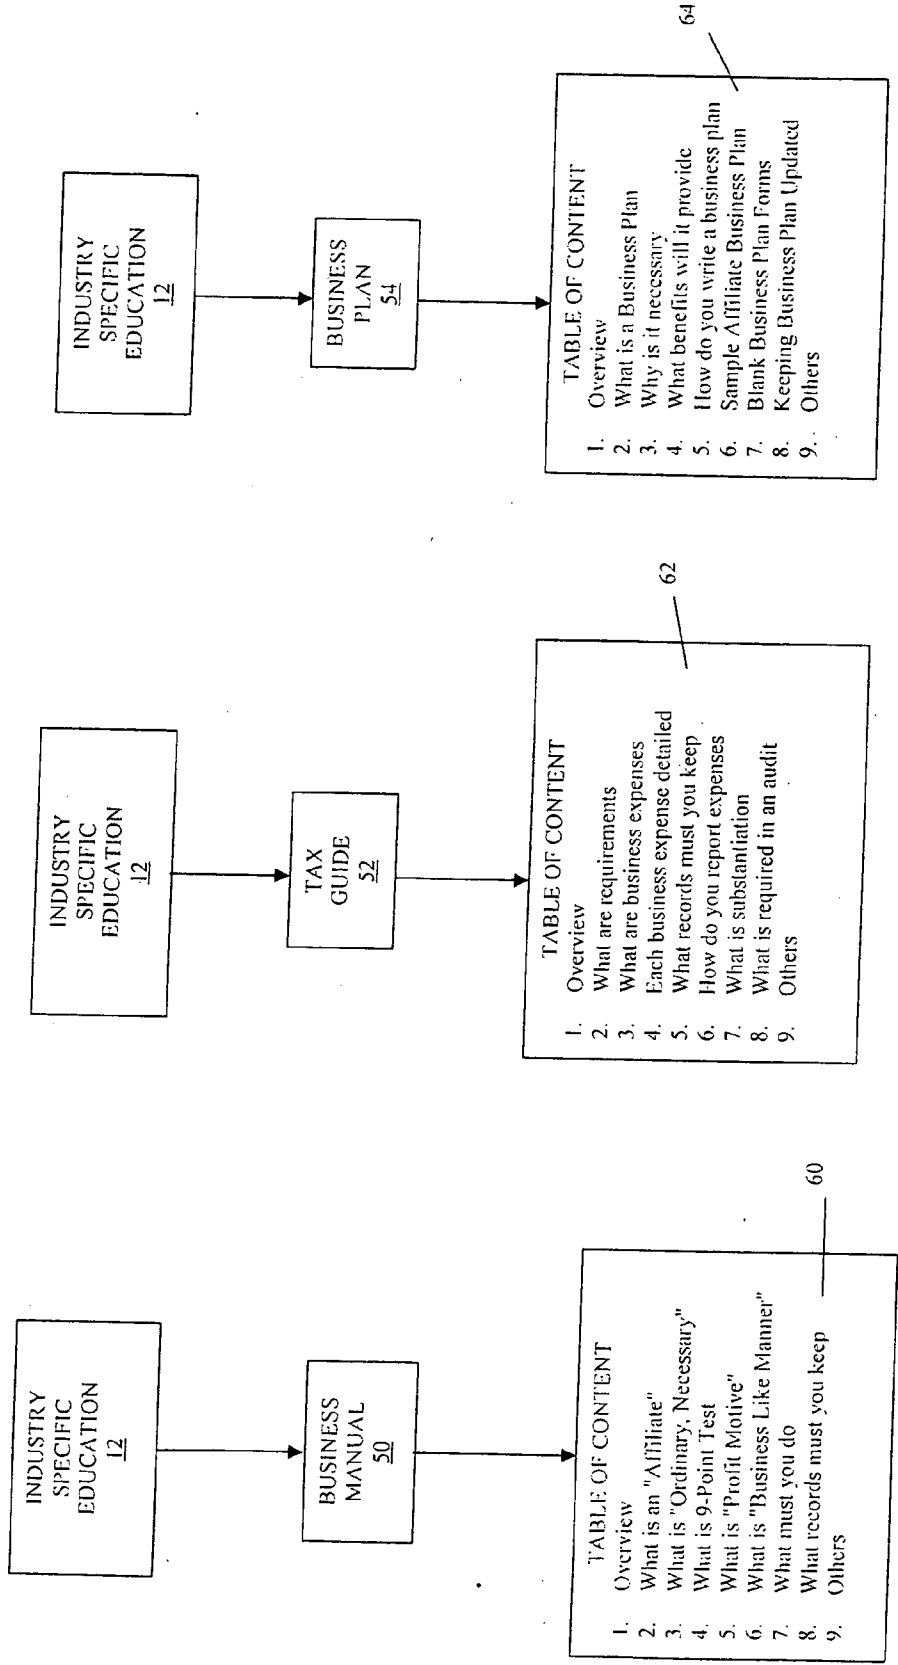 INDUSTRY
SPECIFIC
EDUCATION
12
BUSINESS
MANUAL
50
TABLE OF CONTENT
1. Overview
2. What is an "Affiliate"
3. What is "Ordinary, Necessary"
4. What is 9-Point Test
5. What is "Profit Motive"
6. What is "Business Like Manner"
7. What must you do
8. What records must you keep
9. Others
60
INDUSTRY
SPECIFIC
EDUCATION
12
TAX
GUIDE
52
TABLE OF CONTENT
1. Overview
2. What are requirements
3. What are business expenses
4. Each business expense detailed
5. What records must you keep
6. How do you report expenses
7. What is substantiation
8. What is required in an audit
9. Others
62
INDUSTRY
SPECIFIC
EDUCATION
12
BUSINESS
PLAN
54
TABLE OF CONTENT
1. Overview
2. What is a Business Plan
3. Why is it necessary
4. What benefits will it provide
5. How do you write a business plan
6. Sample Affiliate Business Plan
7. Blank Business Plan Forms
8. Keeping Business Plan Updated
9. Others
64